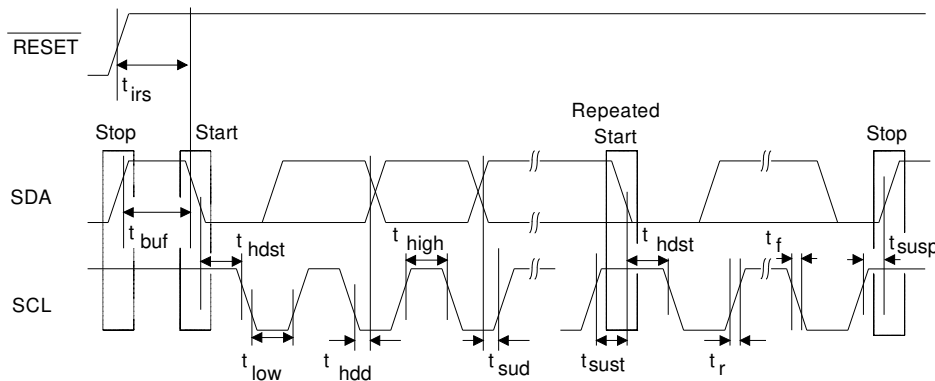 RESET
t irs
Repeated
Stop Start Start Stop
SDA
t buf t hdst t high t hdst t f t susp
SCL
t low t hdd t sud t sust t r